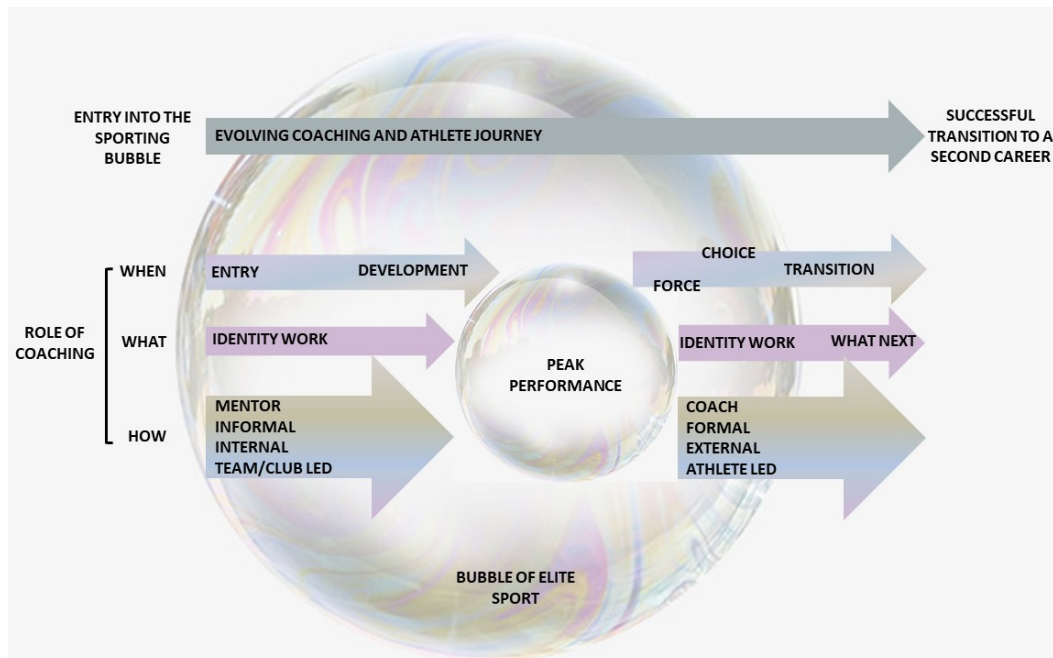 ENTRY INTO THE
SPORTING
BUBBLE
EVOLVING COACHING AND ATHLETE JOURNEY
SUCCESSFUL
TRANSITION TO A
SECOND CAREER
ROLE OF
COACHING
WHEN
ENTRY
DEVELOPMENT
CHOICE
FORCE
TRANSITION
WHAT
IDENTITY WORK
PEAK
PERFORMANCE
IDENTITY WORK
WHAT NEXT
HOW
MENTOR
INFORMAL
INTERNAL
TEAM/CLUB LED
COACH
FORMAL
EXTERNAL
ATHLETE LED
BUBBLE OF ELITE
SPORT